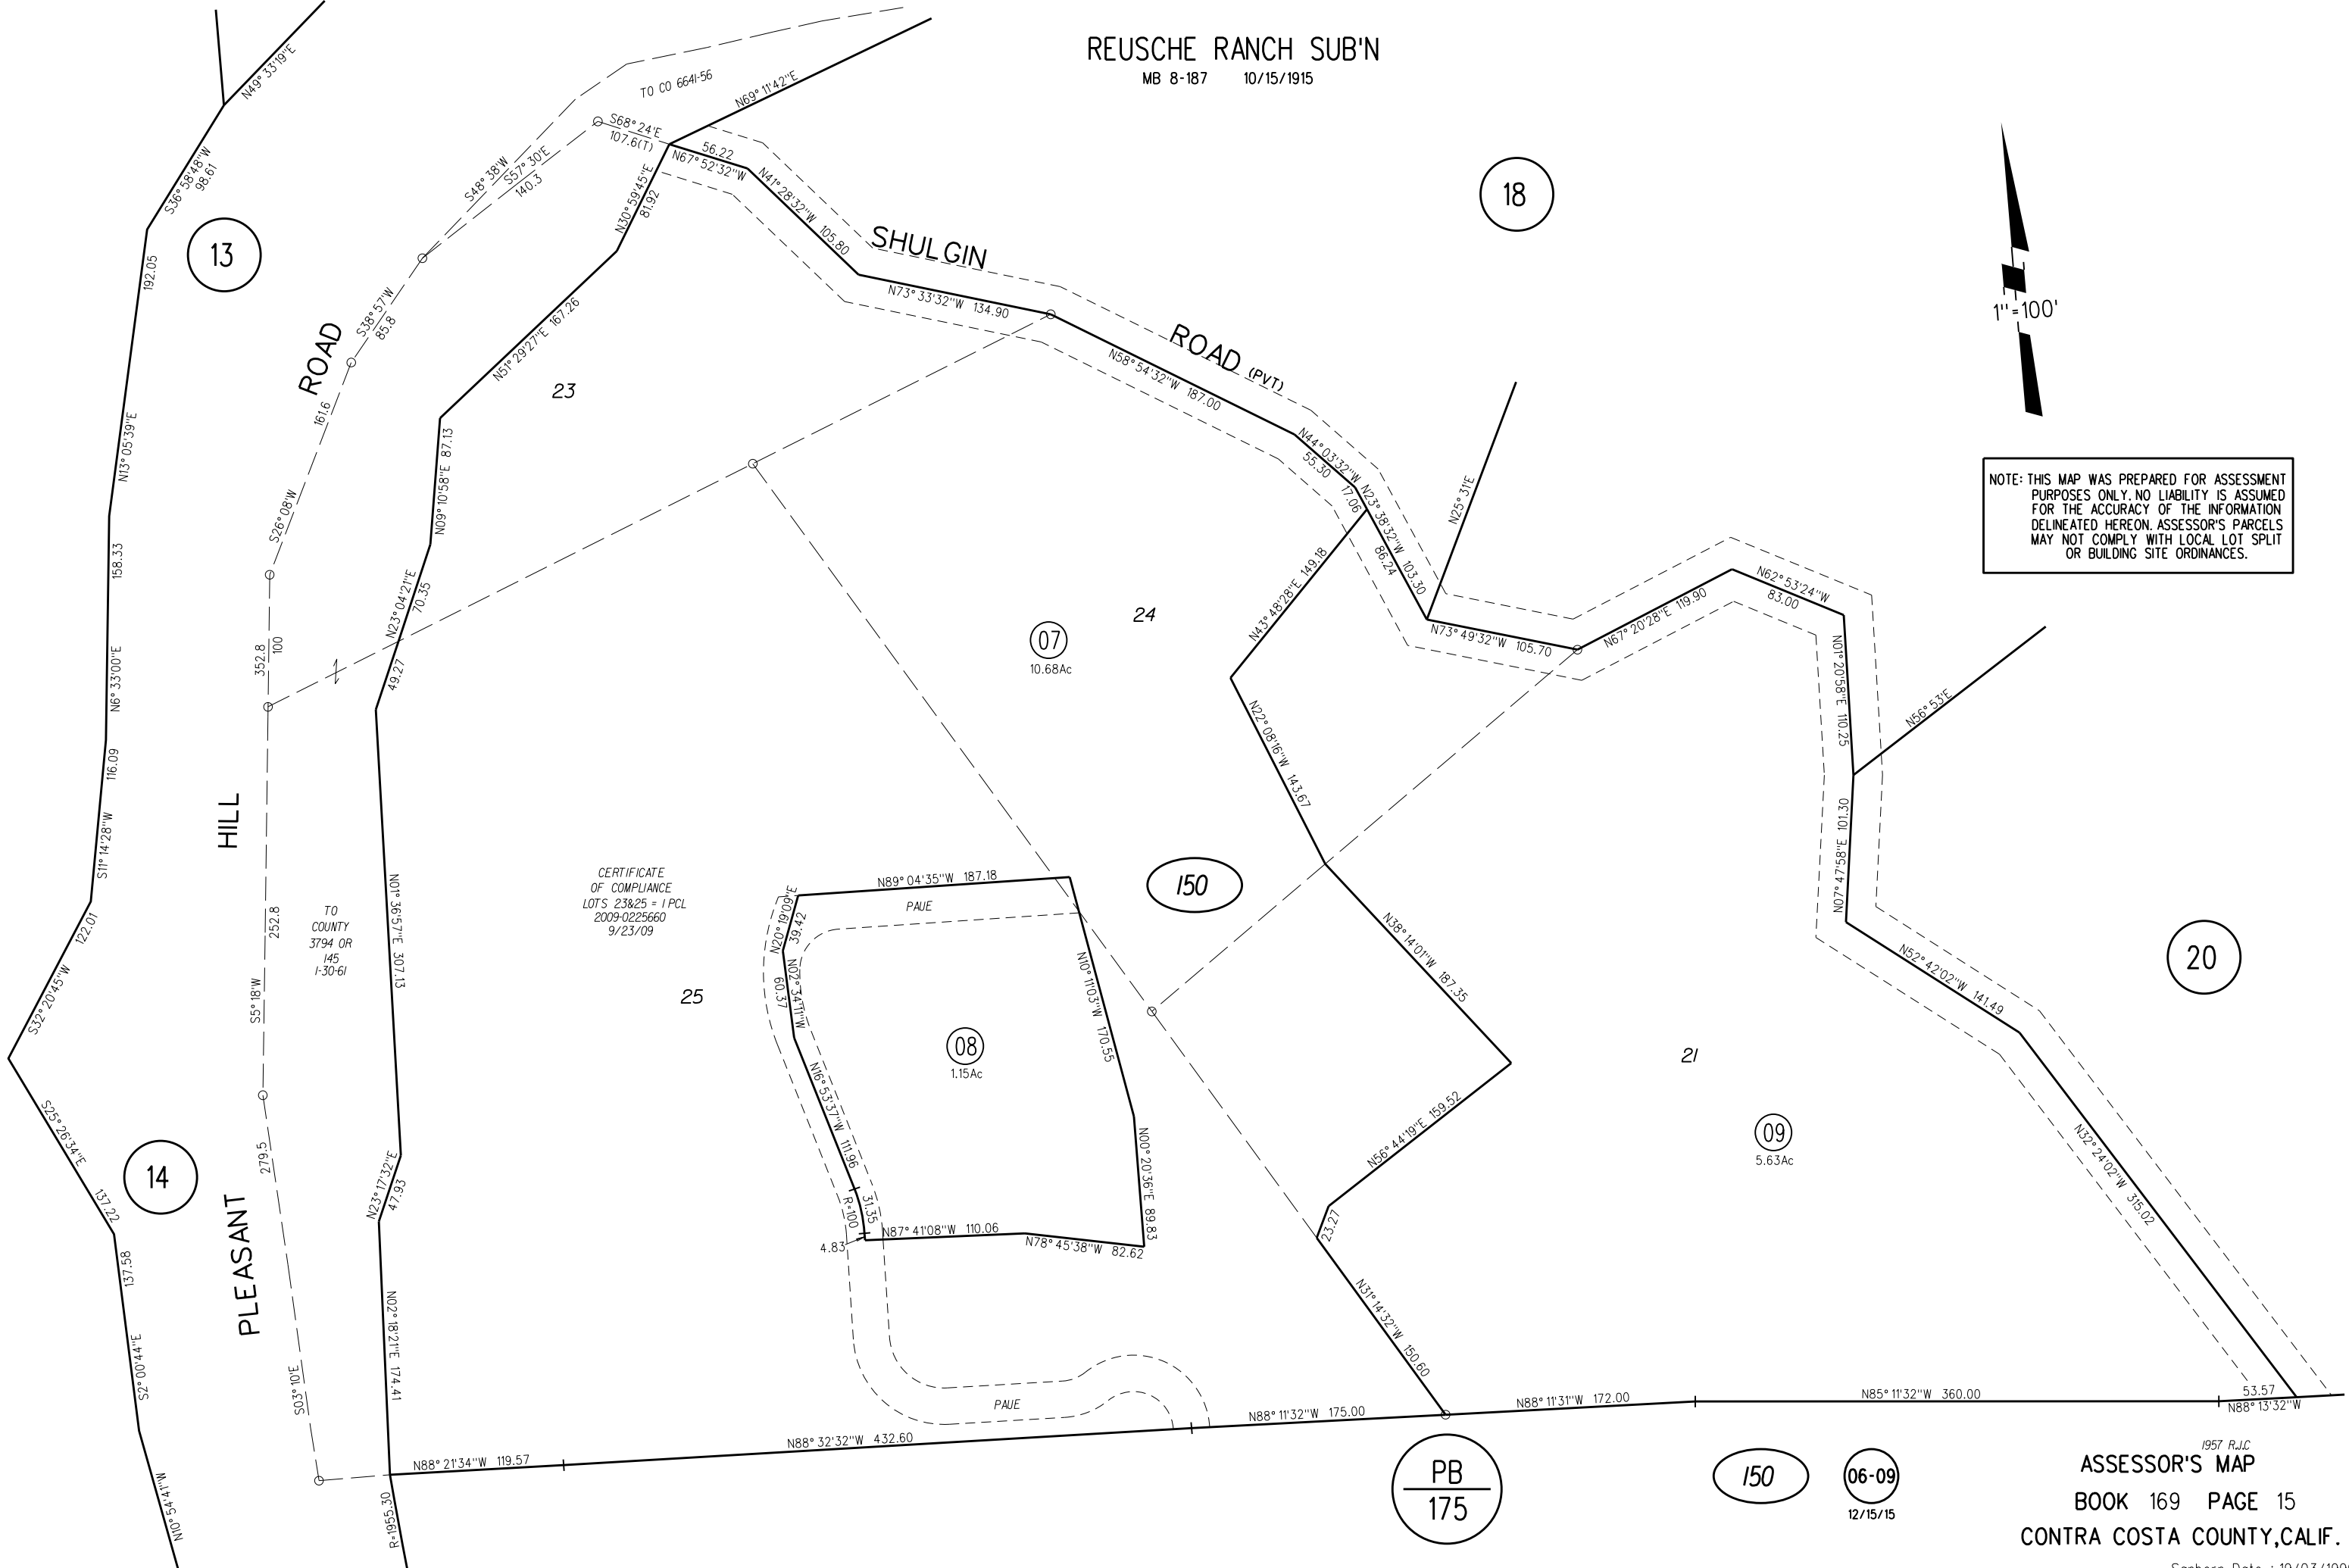 REUSCHE RANCH SUB'N
MB 8-187 10/15/1915
N49° 33'19"E
S36° 58'48"W
98.61
13
192.05
N13° 05'39"E
158.33
N6° 33'00"E
116.09
S11° 14'28"W
122.01
S32° 20'45"W
S25° 26'34"E
137.22
14
137.58
S2° 0'44"E
N10° 54'41"W
TO CO 6641-56
S68° 24'E
107.6(T)
S48° 38'W
S57° 30'E
140.3
S38° 57'W
85.8
161.6
S26° 08'W
352.8
100
252.8
S5° 18'W
279.5
S03° 10'E
ROAD
HILL
PLEASANT
TO
COUNTY
3794 OR
145
1-30-61
N69° 11'42"E
56.22
N67° 52'32"W
N30° 59'45"E
81.92
N41° 28'32"W 105.80
SHULGIN
N73° 33'32"W 134.90
ROAD (PVT)
N58° 54'32"W 187.00
N44° 03'32"W
55.30
17.06
N23° 38'32"W 103.30
86.24
N25° 31'E
18
1"=100'
NOTE: THIS MAP WAS PREPARED FOR ASSESSMENT
PURPOSES ONLY. NO LIABILITY IS ASSUMED
FOR THE ACCURACY OF THE INFORMATION
DELINEATED HEREON. ASSESSOR'S PARCELS
MAY NOT COMPLY WITH LOCAL LOT SPLIT
OR BUILDING SITE ORDINANCES.
N51° 29'27"E 167.26
23
N09° 10'58"E 87.13
N23° 04'21"E
70.35
49.27
N01° 36'57"E 307.13
N23° 17'32"E
47.93
N02° 18'21"E 174.41
24
07
10.68Ac
N43° 48'28"E 149.18
N73° 49'32"W 105.70
N67° 20'28"E 119.90
N62° 53'24"W
83.00
N01° 20'58"E 110.25
N56° 53'E
N07° 47'58"E 101.30
N22° 08'16"W 143.67
CERTIFICATE
OF COMPLIANCE
LOTS 23&25 = 1 PCL
2009-0225660
9/23/09
25
N89° 04'35"W 187.18
PAUE
N20° 19'09"E
39.42
N02° 34'11"W
60.37
N16° 53'37"W 111.96
R=100
31.35
4.83
N10° 11'03"W 170.55
08
1.15Ac
N00° 20'36"E 89.83
N87° 41'08"W 110.06
N78° 45'38"W 82.62
150
N38° 14'01"W 187.35
N56° 44'19"E 159.52
23.27
N31° 14'32"W 150.60
21
09
5.63Ac
20
N52° 42'02"W 141.49
N32° 24'02"W 315.02
PAUE
N88° 21'34"W 119.57
N88° 32'32"W 432.60
N88° 11'32"W 175.00
N88° 11'31"W 172.00
N85° 11'32"W 360.00
53.57
N88° 13'32"W
R=1955.30
PB
175
150
06-09
12/15/15
1957 R.J.C
ASSESSOR'S MAP
BOOK 169 PAGE 15
CONTRA COSTA COUNTY,CALIF.